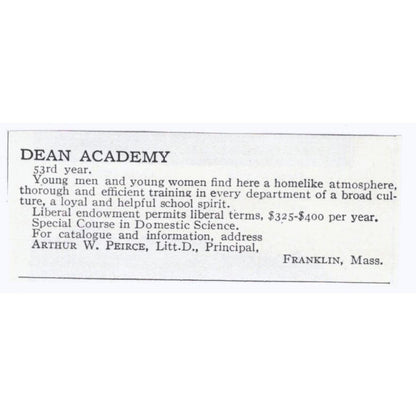 DEAN ACADEMY
53rd year.
Young men and young women find here a homelike atmosphere,
thorough and efficient training in every department of a broad cul-
ture, a loyal and helpful school spirit.
Liberal endowment permits liberal terms, $325-$400 per year.
Special Course in Domestic Science.
For catalogue and information, address
ARTHUR W. PEIRCE, Litt.D., Principal,
FRANKLIN, Mass.